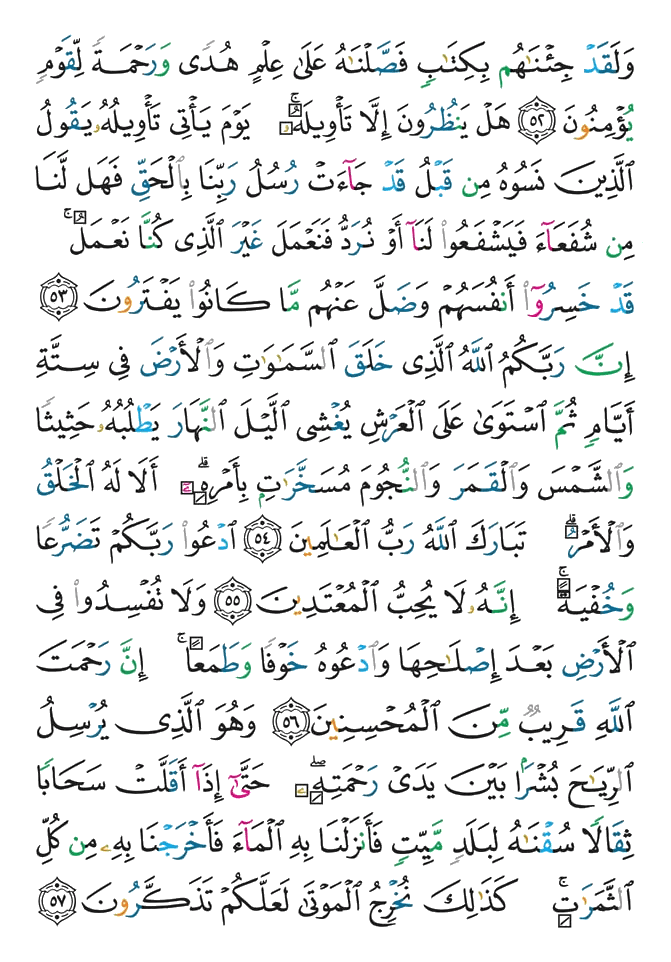 وَلَقَدْ جِئْنَٰهُم بِكِتَٰبٍ فَصَّلْنَٰهُ عَلَىٰ عِلْمٍ هُدًى وَرَحْمَةً لِّقَوْمٍ
يُؤْمِنُونَ ٥٢ هَلْ يَنظُرُونَ إِلَّا تَأْوِيلَهُۥ ۚ يَوْمَ يَأْتِى تَأْوِيلُهُۥ يَقُولُ
ٱلَّذِينَ نَسُوهُ مِن قَبْلُ قَدْ جَآءَتْ رُسُلُ رَبِّنَا بِٱلْحَقِّ فَهَل لَّنَا
مِن شُفَعَآءَ فَيَشْفَعُوا۟ لَنَآ أَوْ نُرَدُّ فَنَعْمَلَ غَيْرَ ٱلَّذِى كُنَّا نَعْمَلُ ۚ
قَدْ خَسِرُوٓا۟ أَنفُسَهُمْ وَضَلَّ عَنْهُم مَّا كَانُوا۟ يَفْتَرُونَ ٥٣
إِنَّ رَبَّكُمُ ٱللَّهُ ٱلَّذِى خَلَقَ ٱلسَّمَٰوَٰتِ وَٱلْأَرْضَ فِى سِتَّةِ
أَيَّامٍ ثُمَّ ٱسْتَوَىٰ عَلَى ٱلْعَرْشِ يُغْشِى ٱلَّيْلَ ٱلنَّهَارَ يَطْلُبُهُۥ حَثِيثًا
وَٱلشَّمْسَ وَٱلْقَمَرَ وَٱلنُّجُومَ مُسَخَّرَٰتٍۭ بِأَمْرِهِۦٓ ۗ أَلَا لَهُ ٱلْخَلْقُ
وَٱلْأَمْرُ ۗ تَبَارَكَ ٱللَّهُ رَبُّ ٱلْعَٰلَمِينَ ٥٤ ٱدْعُوا۟ رَبَّكُمْ تَضَرُّعًا
وَخُفْيَةً ۚ إِنَّهُۥ لَا يُحِبُّ ٱلْمُعْتَدِينَ ٥٥ وَلَا تُفْسِدُوا۟ فِى
ٱلْأَرْضِ بَعْدَ إِصْلَٰحِهَا وَٱدْعُوهُ خَوْفًا وَطَمَعًا ۚ إِنَّ رَحْمَتَ
ٱللَّهِ قَرِيبٌ مِّنَ ٱلْمُحْسِنِينَ ٥٦ وَهُوَ ٱلَّذِى يُرْسِلُ
ٱلرِّيَٰحَ بُشْرًۢا بَيْنَ يَدَىْ رَحْمَتِهِۦ ۖ حَتَّىٰٓ إِذَآ أَقَلَّتْ سَحَابًا
ثِقَالًا سُقْنَٰهُ لِبَلَدٍ مَّيِّتٍ فَأَنزَلْنَا بِهِ ٱلْمَآءَ فَأَخْرَجْنَا بِهِۦ مِن كُلِّ
ٱلثَّمَرَٰتِ ۚ كَذَٰلِكَ نُخْرِجُ ٱلْمَوْتَىٰ لَعَلَّكُمْ تَذَكَّرُونَ ٥٧